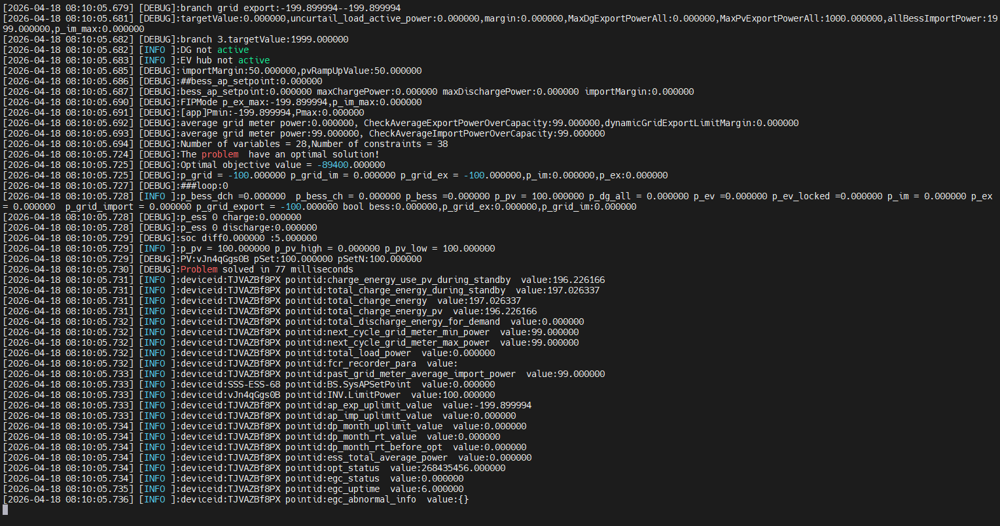 [2026-04-18 08:10:05.679] [DEBUG]:branch grid export:-199.899994--199.899994
[2026-04-18 08:10:05.681] [DEBUG]:targetValue:0.000000,uncurtail_load_active_power:0.000000,margin:0.000000,MaxDgExportPowerAll:0.000000,MaxPvExportPowerAll:1000.000000,allBessImportPower:19
99.000000,p_im_max:0.000000
[2026-04-18 08:10:05.682] [DEBUG]:branch 3.targetValue:1999.000000
[2026-04-18 08:10:05.682] [INFO ]:DG not active
[2026-04-18 08:10:05.683] [INFO ]:EV hub not active
[2026-04-18 08:10:05.685] [DEBUG]:importMargin:50.000000,pvRampUpValue:50.000000
[2026-04-18 08:10:05.686] [DEBUG]:##bess_ap_setpoint:0.000000
[2026-04-18 08:10:05.687] [DEBUG]:bess_ap_setpoint:0.000000 maxChargePower:0.000000 maxDischargePower:0.000000 importMargin:0.000000
[2026-04-18 08:10:05.690] [DEBUG]:FIPMode p_ex_max:-199.899994,p_im_max:0.000000
[2026-04-18 08:10:05.691] [DEBUG]:[app]Pmin:-199.899994,Pmax:0.000000
[2026-04-18 08:10:05.692] [DEBUG]:average grid meter power:0.000000, CheckAverageExportPowerOverCapacity:99.000000,dynamicGridExportLimitMargin:0.000000
[2026-04-18 08:10:05.693] [DEBUG]:average grid meter power:99.000000, CheckAverageImportPowerOverCapacity:99.000000
[2026-04-18 08:10:05.694] [DEBUG]:Number of variables = 28,Number of constraints = 38
[2026-04-18 08:10:05.724] [DEBUG]:The problem  have an optimal solution!
[2026-04-18 08:10:05.725] [DEBUG]:Optimal objective value = -89400.000000
[2026-04-18 08:10:05.725] [DEBUG]:p_grid = -100.000000 p_grid_im = 0.000000 p_grid_ex = -100.000000,p_im:0.000000,p_ex:0.000000
[2026-04-18 08:10:05.727] [DEBUG]:###loop:0
[2026-04-18 08:10:05.728] [INFO ]:p_bess_dch =0.000000  p_bess_ch = 0.000000 p_bess =0.000000 p_pv = 100.000000 p_dg_all = 0.000000 p_ev =0.000000 p_ev_locked =0.000000 p_im = 0.000000 p_ex
= 0.000000  p_grid_import = 0.000000 p_grid_export = -100.000000 bool bess:0.000000,p_grid_ex:0.000000,p_grid_im:0.000000
[2026-04-18 08:10:05.728] [DEBUG]:p_ess 0 charge:0.000000
[2026-04-18 08:10:05.728] [DEBUG]:p_ess 0 discharge:0.000000
[2026-04-18 08:10:05.729] [DEBUG]:soc diff0.000000 :5.000000
[2026-04-18 08:10:05.729] [INFO ]:p_pv = 100.000000 p_pv_high = 0.000000 p_pv_low = 100.000000
[2026-04-18 08:10:05.729] [DEBUG]:PV:vJn4qGgs0B pSet:100.000000 pSetN:100.000000
[2026-04-18 08:10:05.730] [DEBUG]:Problem solved in 77 milliseconds
[2026-04-18 08:10:05.731] [INFO ]:deviceid:TJVAZBf8PX pointid:charge_energy_use_pv_during_standby  value:196.226166
[2026-04-18 08:10:05.731] [INFO ]:deviceid:TJVAZBf8PX pointid:total_charge_energy_during_standby  value:197.026337
[2026-04-18 08:10:05.731] [INFO ]:deviceid:TJVAZBf8PX pointid:total_charge_energy  value:197.026337
[2026-04-18 08:10:05.731] [INFO ]:deviceid:TJVAZBf8PX pointid:total_charge_energy_pv  value:196.226166
[2026-04-18 08:10:05.732] [INFO ]:deviceid:TJVAZBf8PX pointid:total_discharge_energy_for_demand  value:0.000000
[2026-04-18 08:10:05.732] [INFO ]:deviceid:TJVAZBf8PX pointid:next_cycle_grid_meter_min_power  value:99.000000
[2026-04-18 08:10:05.732] [INFO ]:deviceid:TJVAZBf8PX pointid:next_cycle_grid_meter_max_power  value:99.000000
[2026-04-18 08:10:05.732] [INFO ]:deviceid:TJVAZBf8PX pointid:total_load_power  value:0.000000
[2026-04-18 08:10:05.732] [INFO ]:deviceid:TJVAZBf8PX pointid:fcr_recorder_para  value:
[2026-04-18 08:10:05.733] [INFO ]:deviceid:TJVAZBf8PX pointid:past_grid_meter_average_import_power  value:99.000000
[2026-04-18 08:10:05.733] [INFO ]:deviceid:SSS-ESS-68 pointid:BS.SysAPSetPoint  value:0.000000
[2026-04-18 08:10:05.733] [INFO ]:deviceid:vJn4qGgs0B pointid:INV.LimitPower  value:100.000000
[2026-04-18 08:10:05.733] [INFO ]:deviceid:TJVAZBf8PX pointid:ap_exp_uplimit_value  value:-199.899994
[2026-04-18 08:10:05.733] [INFO ]:deviceid:TJVAZBf8PX pointid:ap_imp_uplimit_value  value:0.000000
[2026-04-18 08:10:05.734] [INFO ]:deviceid:TJVAZBf8PX pointid:dp_month_uplimit_value  value:0.000000
[2026-04-18 08:10:05.734] [INFO ]:deviceid:TJVAZBf8PX pointid:dp_month_rt_value  value:0.000000
[2026-04-18 08:10:05.734] [INFO ]:deviceid:TJVAZBf8PX pointid:dp_month_rt_before_opt  value:0.000000
[2026-04-18 08:10:05.734] [INFO ]:deviceid:TJVAZBf8PX pointid:ess_total_average_power  value:0.000000
[2026-04-18 08:10:05.734] [INFO ]:deviceid:TJVAZBf8PX pointid:opt_status  value:268435456.000000
[2026-04-18 08:10:05.734] [INFO ]:deviceid:TJVAZBf8PX pointid:egc_status  value:0.000000
[2026-04-18 08:10:05.735] [INFO ]:deviceid:TJVAZBf8PX pointid:egc_uptime  value:6.000000
[2026-04-18 08:10:05.736] [INFO ]:deviceid:TJVAZBf8PX pointid:egc_abnormal_info  value:{}